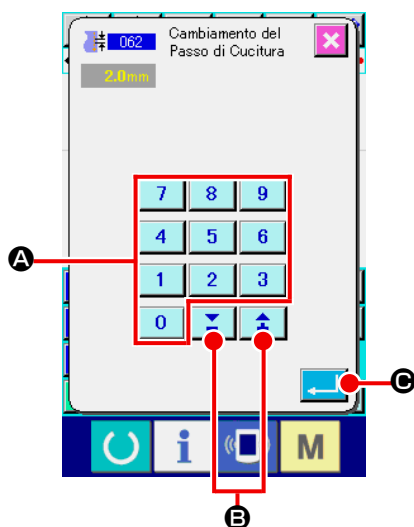 062
Cambiamento del
Passo di Cucitura
2.0mm
7 8 9
A
4 5 6
1 2 3
0
C
i M
B